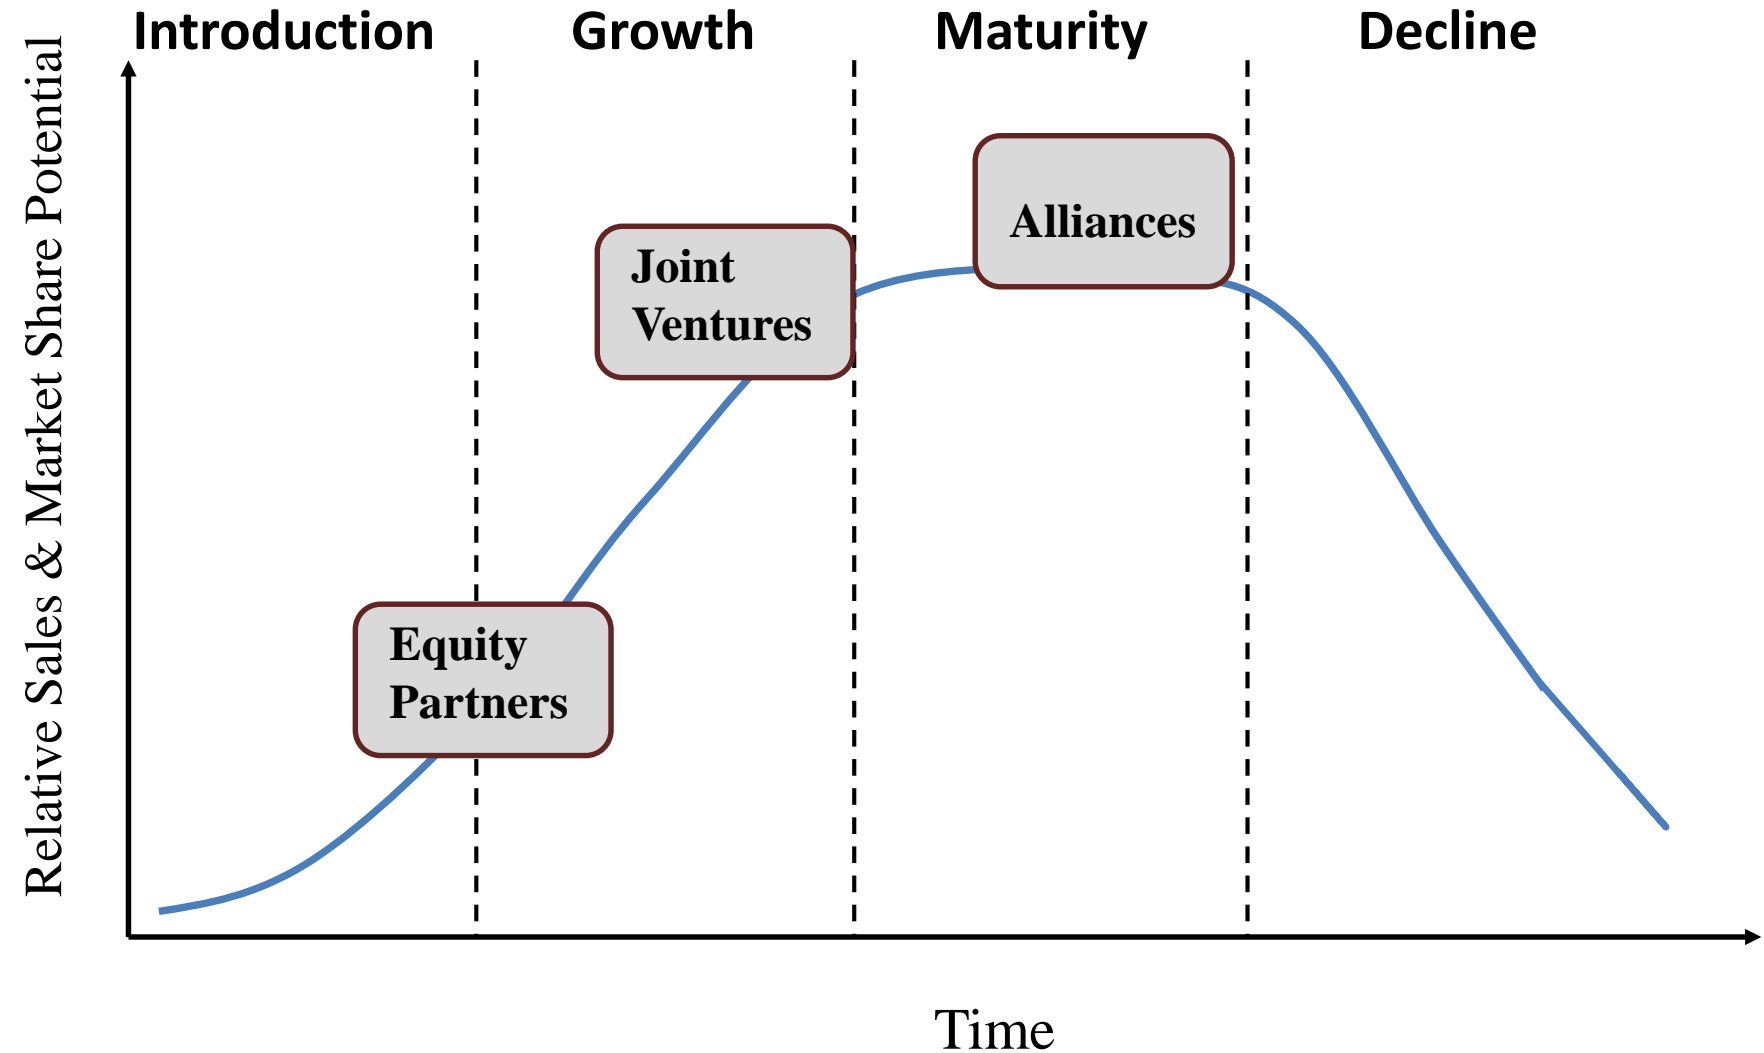 Introduction
Growth
Maturity
Decline
Relative Sales & Market Share Potential
Alliances
Joint
Ventures
Equity
Partners
Time